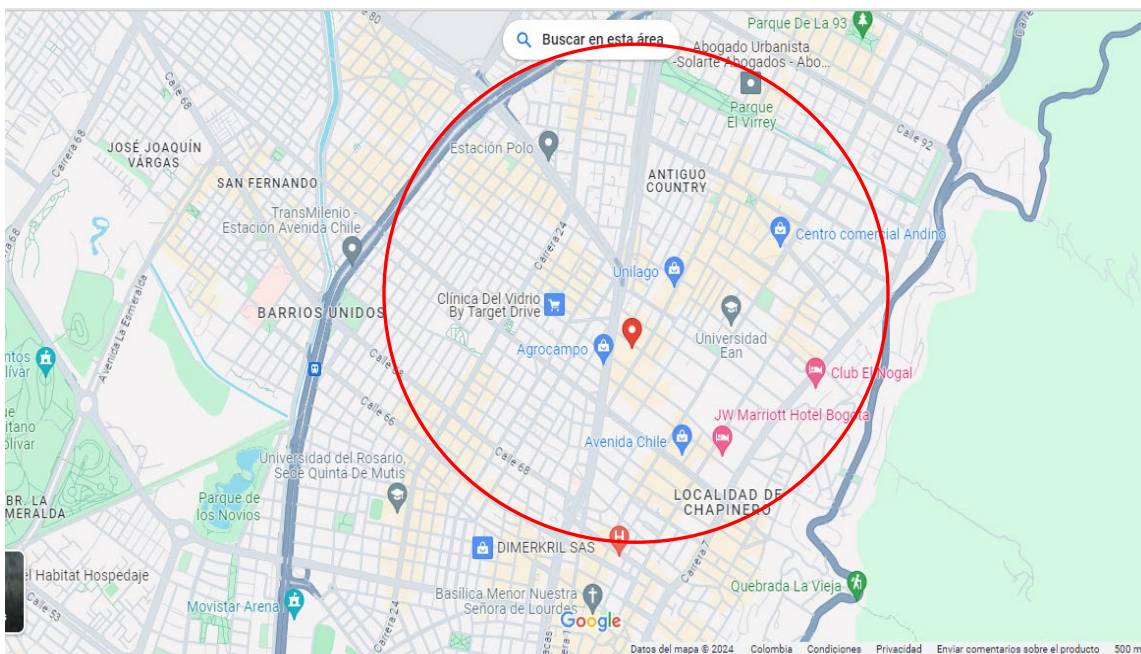 Buscar en esta área
Parque De La 93
Abogado Urbanista
-Solarte Abogados - Abo...
Parque
El Virrey
Calle 92
Calle 68
Carrera 68
JOSÉ JOAQUÍN
VARGAS
SAN FERNANDO
TransMilenio -
Estación Avenida Chile
Estación Polo
ANTIGUO
COUNTRY
Centro comercial Andino
Carrera 24
Unilago
Clínica Del Vidrio
By Target Drive
BARRIOS UNIDOS
Avenida La Esmeralda
Agrocampo
Universidad
Ean
Club El Nogal
JW Marriott Hotel Bogotá
Avenida Chile
Calle 66
Calle 68
Universidad del Rosario,
Sede Quinta De Mutis
Parque de
los Novios
BR. LA
MERALDA
LOCALIDAD DE
CHAPINERO
DIMERKRIL SAS
Carrera 7
Quebrada La Vieja
el Habitat Hospedaje
Calle 53
Movistar Arena
Carrera 24
Basílica Menor Nuestra
Señora de Lourdes
Google
Datos del mapa © 2024 Colombia Condiciones Privacidad Enviar comentarios sobre el producto 500 m